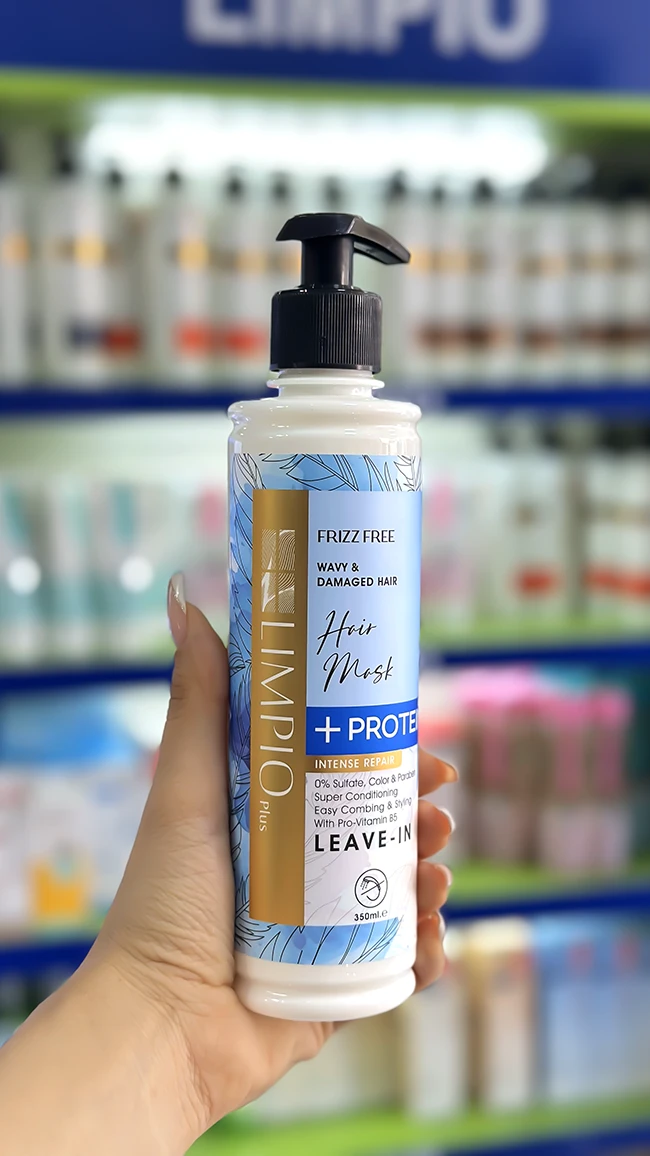 LIMPIO
FRIZZ FREE
WAVY &
DAMAGED HAIR
Hair
Mask
LIMPIO Plus
+ PROTE
INTENSE REPAIR
0% Sulfate, Color & Paraben
Super Conditioning
Easy Combing & Styling
With Pro-Vitamin B5
LEAVE-IN
350ml.e